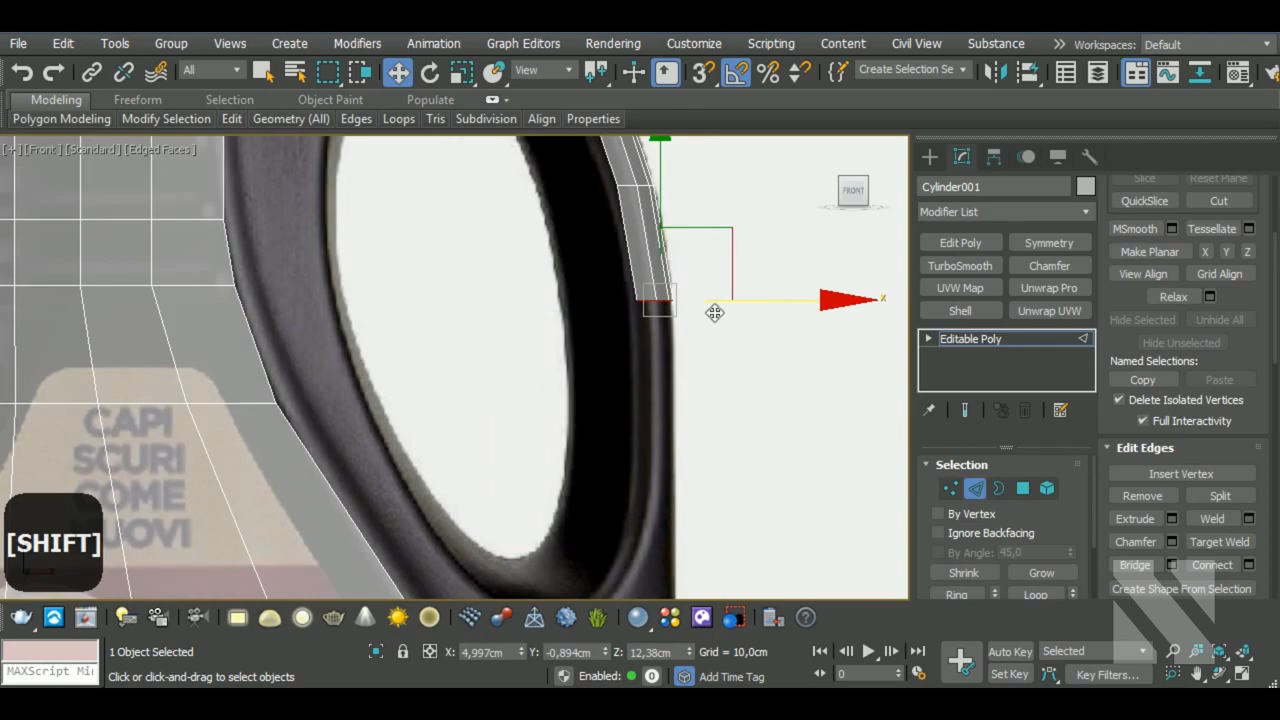 File Edit Tools Group Views Create Modifiers Animation Graph Editors Rendering Customize Scripting Content Civil View Substance Workspaces: Default
All View 3 Create Selection Se
Modeling Freeform Selection Object Paint Populate
Polygon Modeling Modify Selection Edit Geometry (All) Edges Loops Tris Subdivision Align Properties
[+] [Front] [Standard] [Edged Faces]
FRONT
x
CAPI
SCURI
COME
NUOVI
[SHIFT]
Cylinder001
Modifier List
Edit Poly Symmetry
TurboSmooth Chamfer
UVW Map Unwrap Pro
Shell Unwrap UVW
Editable Poly
Selection
By Vertex
Ignore Backfacing
By Angle: 45,0
Shrink Grow
Ring Loop
Slice Reset Plane
QuickSlice Cut
MSmooth Tessellate
Make Planar X Y Z
View Align Grid Align
Relax
Hide Selected Unhide All
Hide Unselected
Named Selections:
Copy Paste
Delete Isolated Vertices
Full Interactivity
Edit Edges
Insert Vertex
Remove Split
Extrude Weld
Chamfer Target Weld
Bridge Connect
Create Shape From Selection
1 Object Selected X: 4,997cm Y: -0,894cm Z: 12,38cm Grid = 10,0cm Auto Key Selected
MAXScript Mi Click or click-and-drag to select objects Enabled: 0 Add Time Tag 0 Set Key Key Filters...